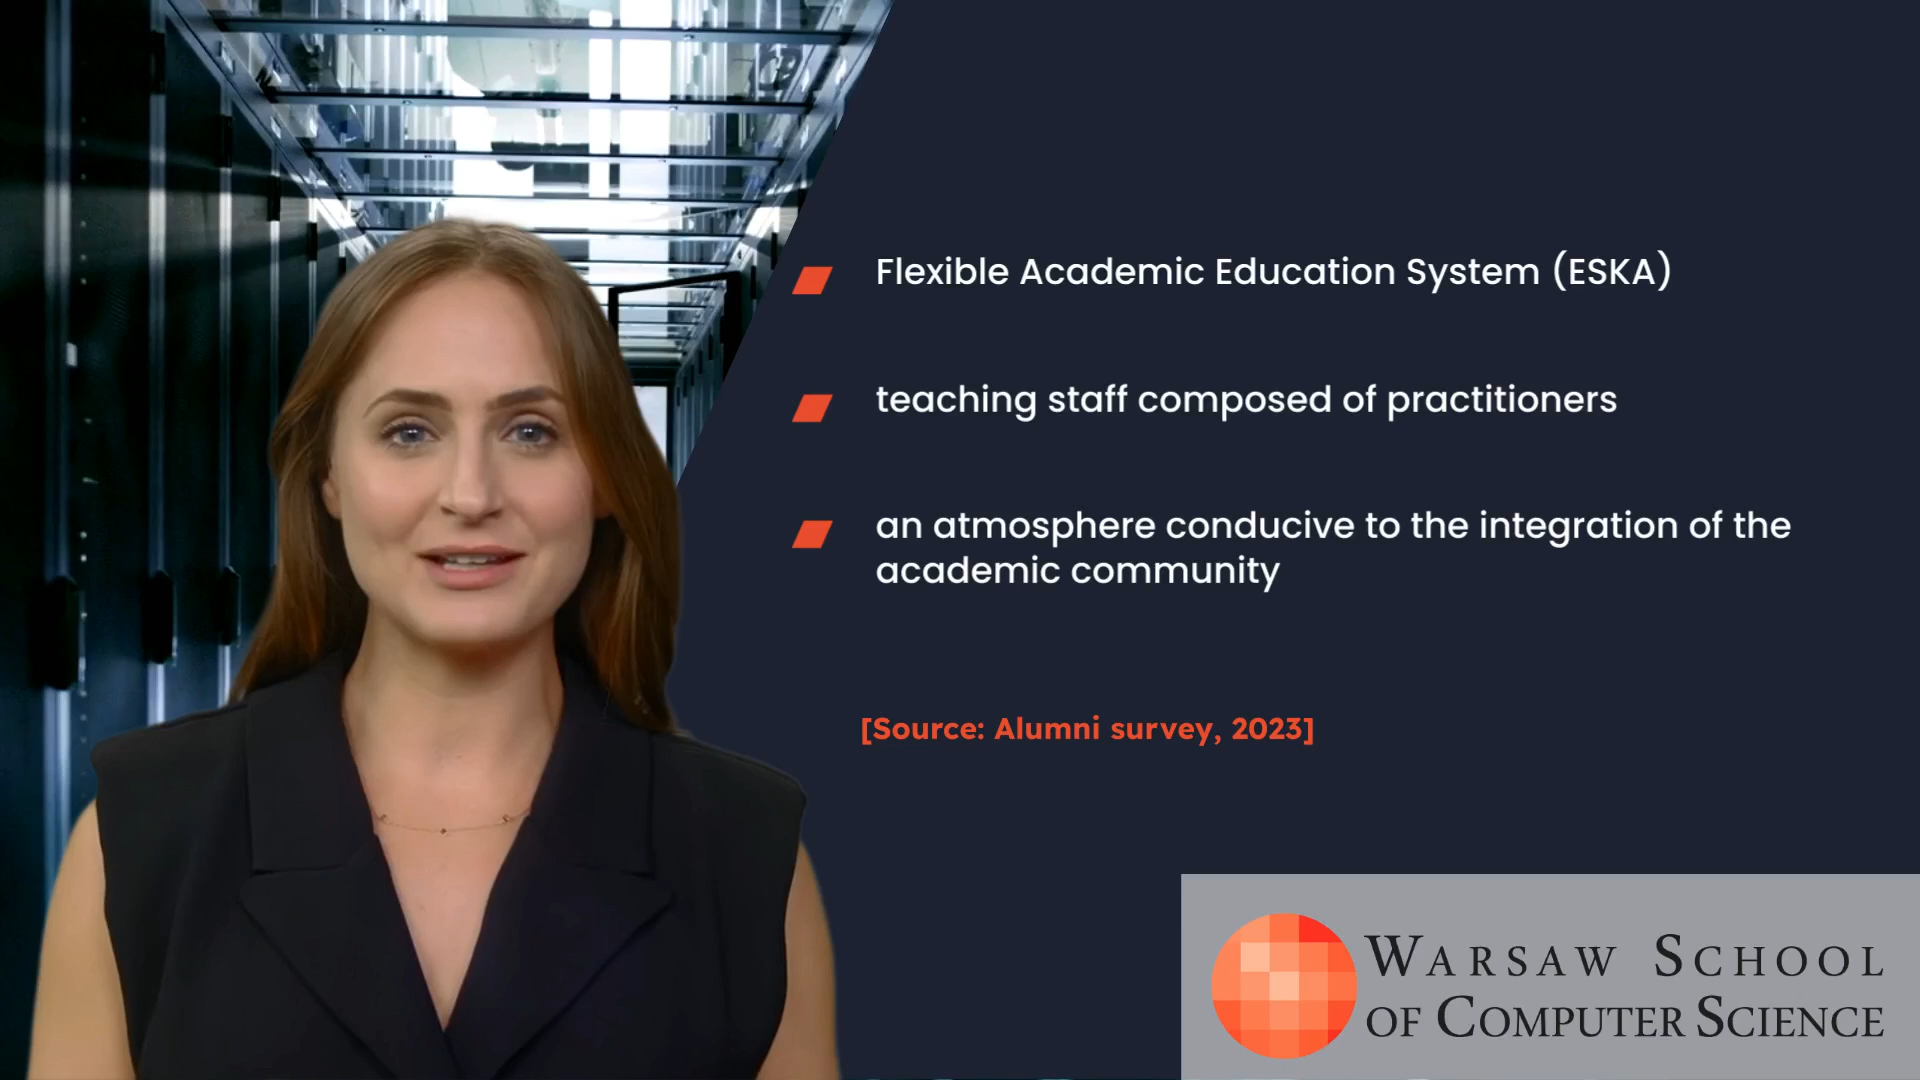 Flexible Academic Education System (ESKA)
teaching staff composed of practitioners
an atmosphere conducive to the integration of the
academic community
[Source: Alumni survey, 2023]
WARSAW SCHOOL
OF COMPUTER SCIENCE